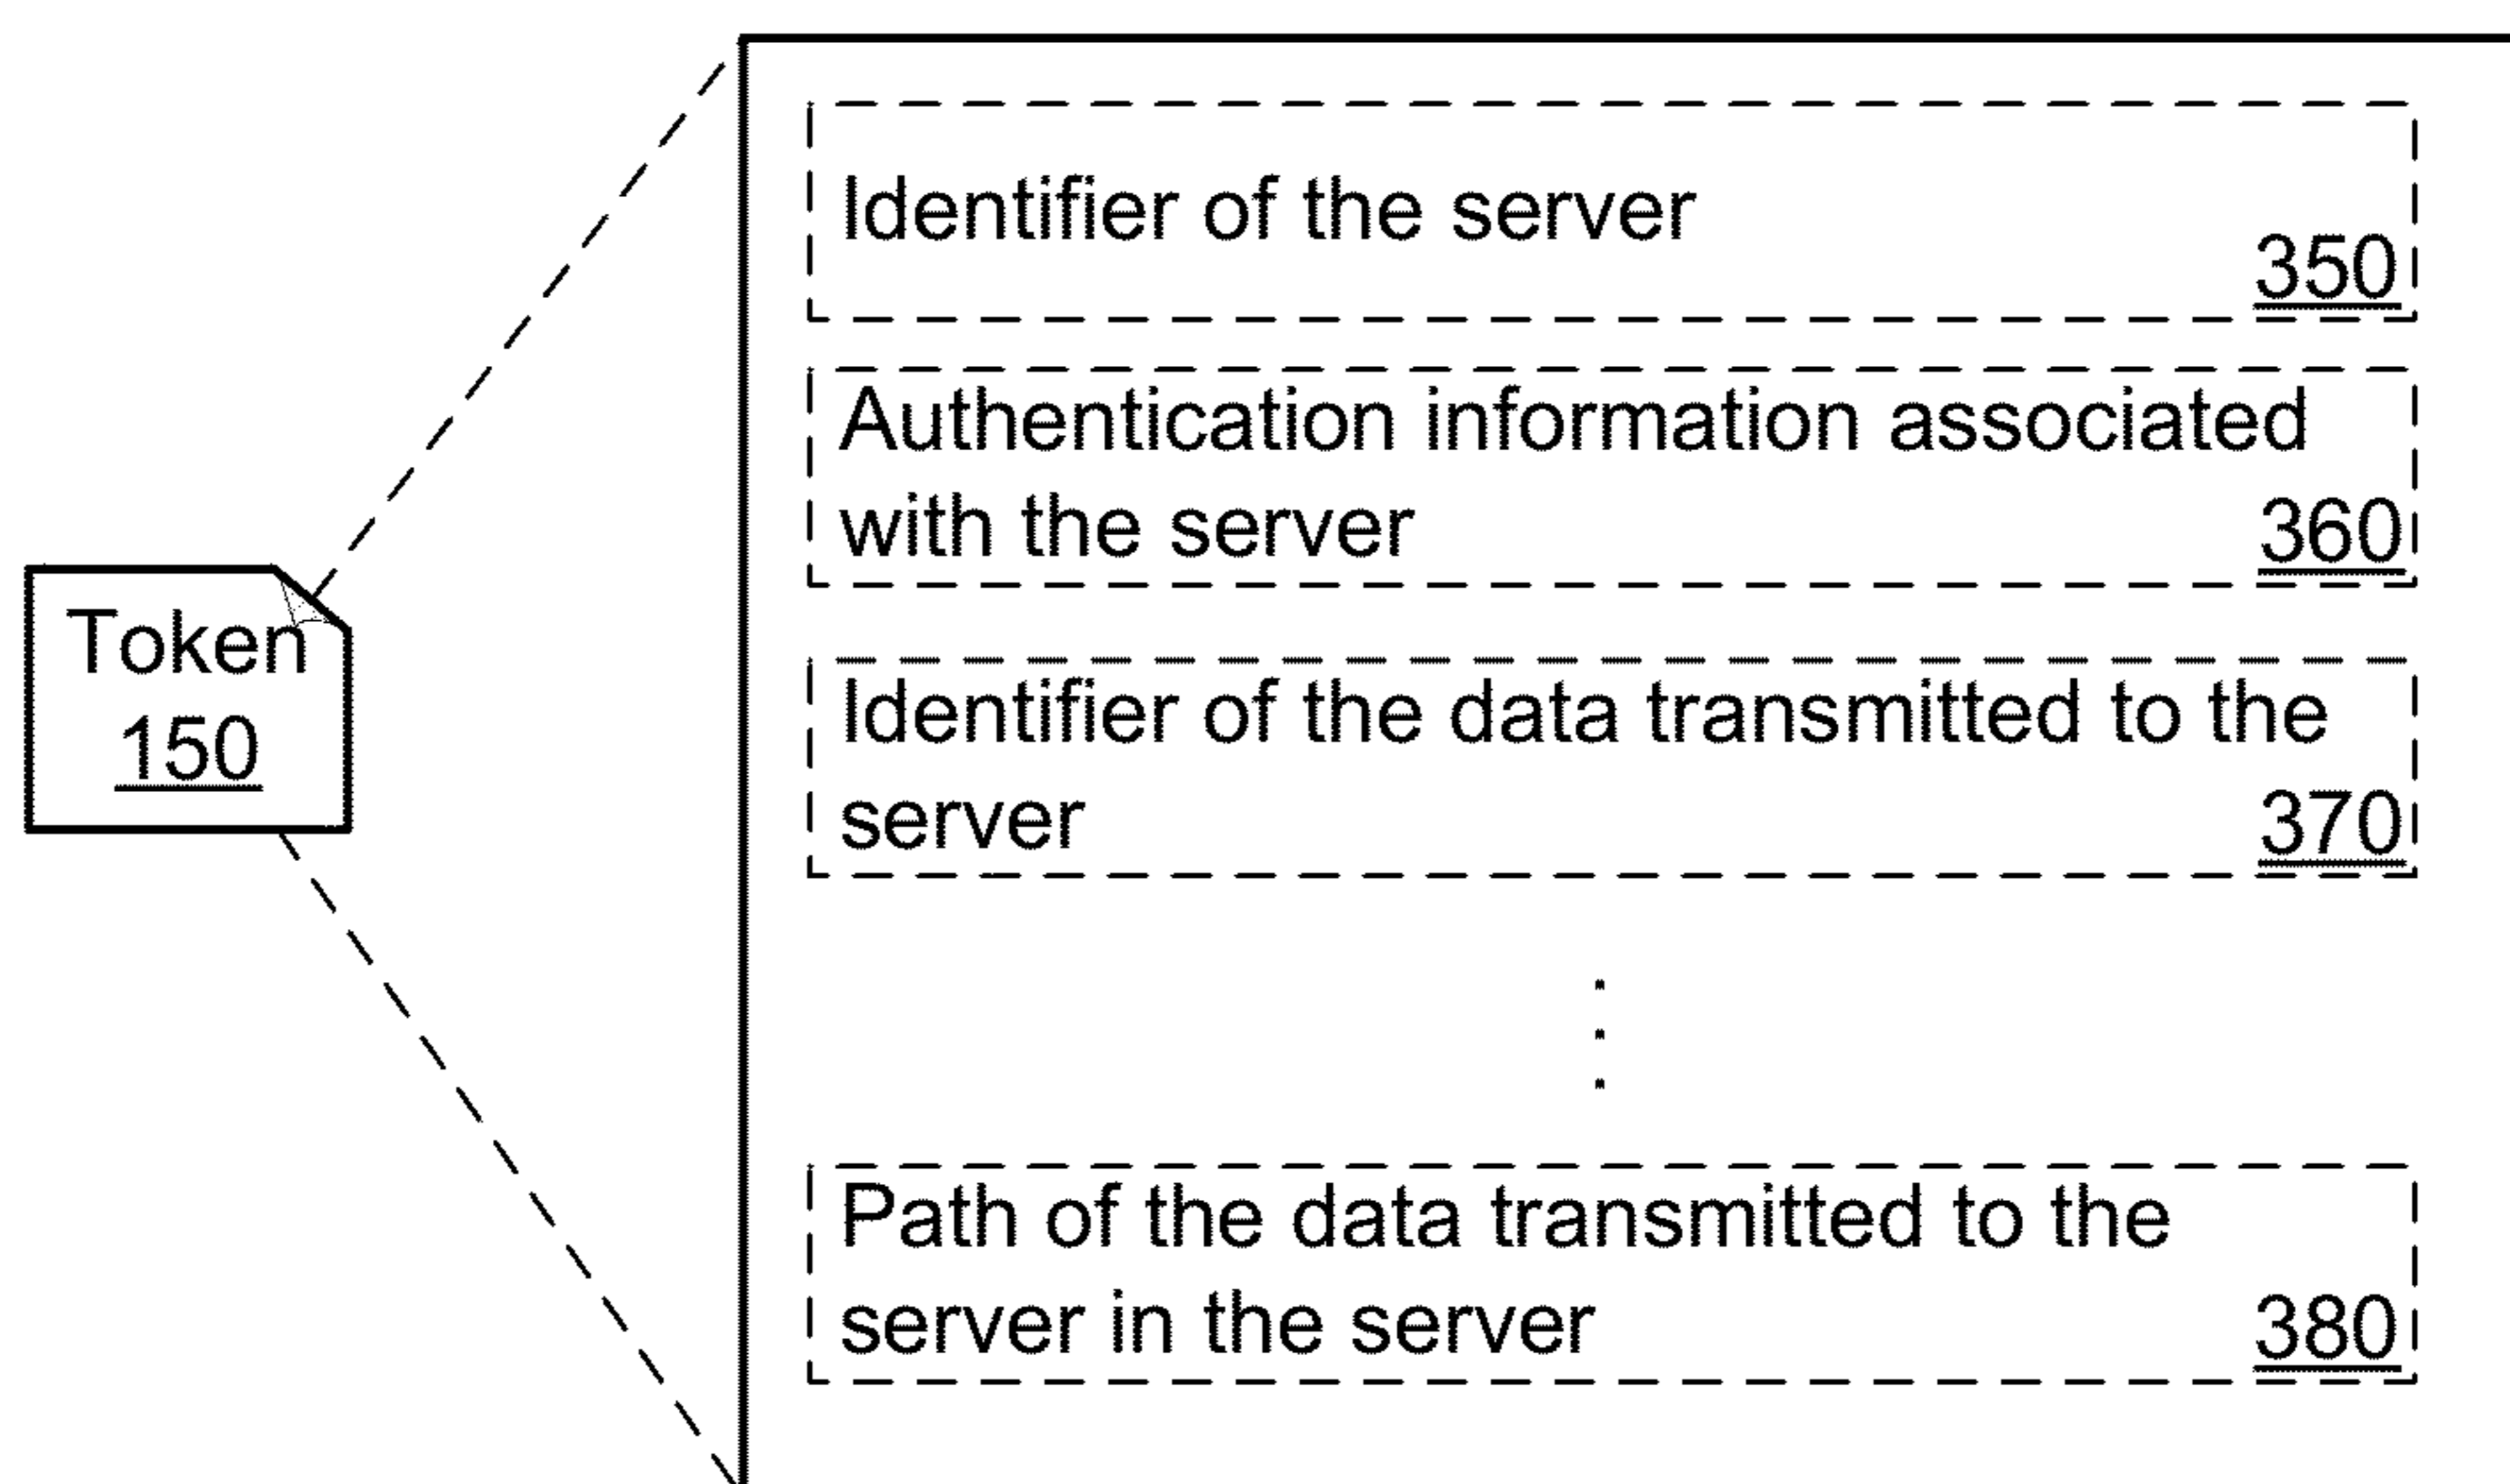 Identifier of the server
350
Authentication information associated
with the server 360
Token
150
Identifier of the data transmitted to the
server 370
Path of the data transmitted to the
server in the server 380